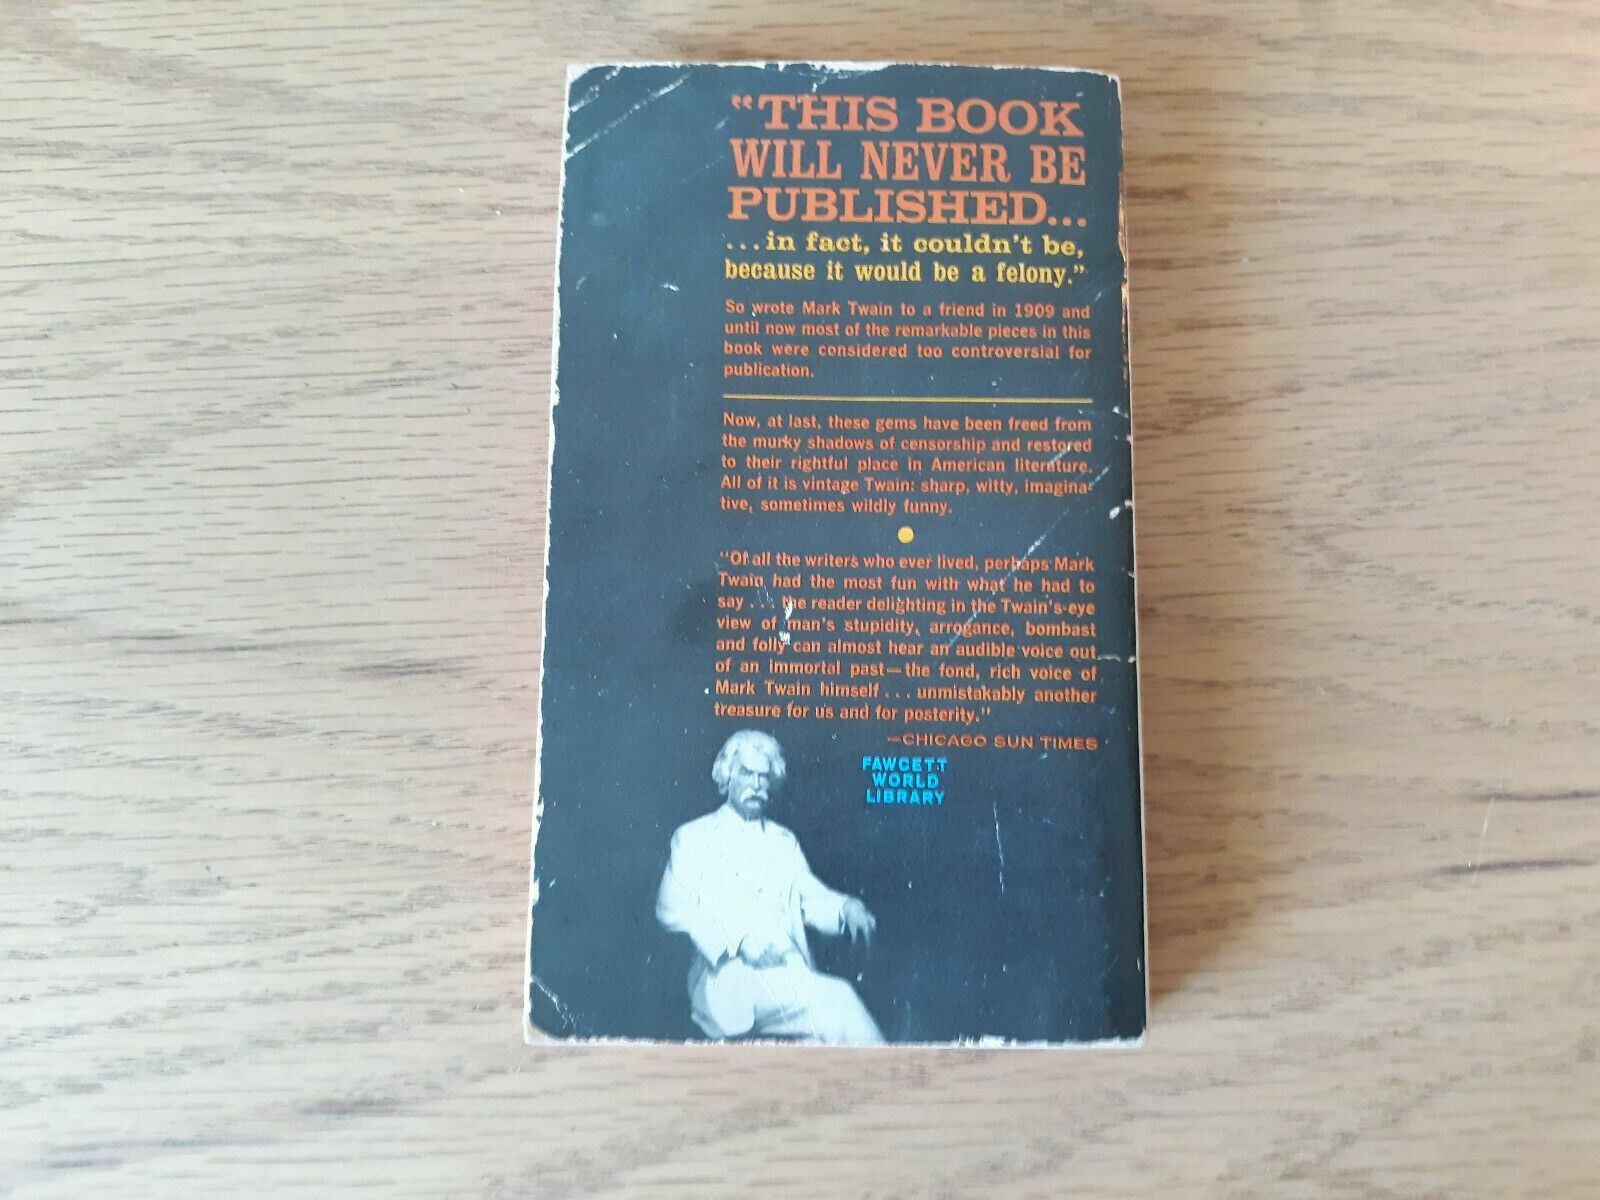 “THIS BOOK
WILL NEVER BE
PUBLISHED...
...in fact, it couldn't be,
because it would be a felony.”
So wrote Mark Twain to a friend in 1909 and
until now most of the remarkable pieces in this
book were considered too controversial for
publication.
Now, at last, these gems have been freed from
the murky shadows of censorship and restored
to their rightful place in American literature.
All of it is vintage Twain: sharp, witty, imagina-
tive, sometimes wildly funny.
"Of all the writers who ever lived, perhaps Mark
Twain had the most fun with what he had to
say... the reader delighting in the Twain's-eye
view of man's stupidity, arrogance, bombast
and folly can almost hear an audible voice out
of an immortal past—the fond, rich voice of
Mark Twain himself... unmistakably another
treasure for us and for posterity."
—CHICAGO SUN TIMES
FAWCETT
WORLD
LIBRARY